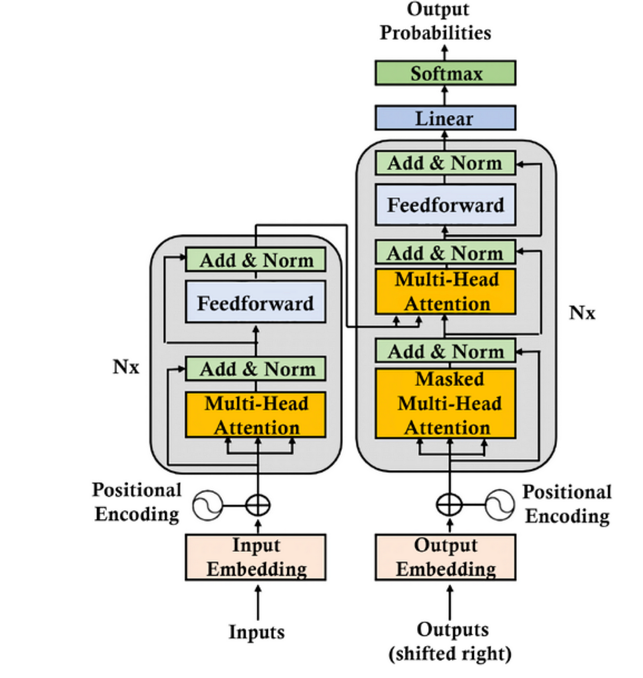 Output
Probabilities
Softmax
Linear
Add & Norm
Feedforward
Add & Norm
Multi-Head
Attention
Nx
Add & Norm
Masked
Multi-Head
Attention
Positional
Encoding
Output
Embedding
Outputs
(shifted right)
Add & Norm
Feedforward
Nx
Add & Norm
Multi-Head
Attention
Positional
Encoding
Input
Embedding
Inputs